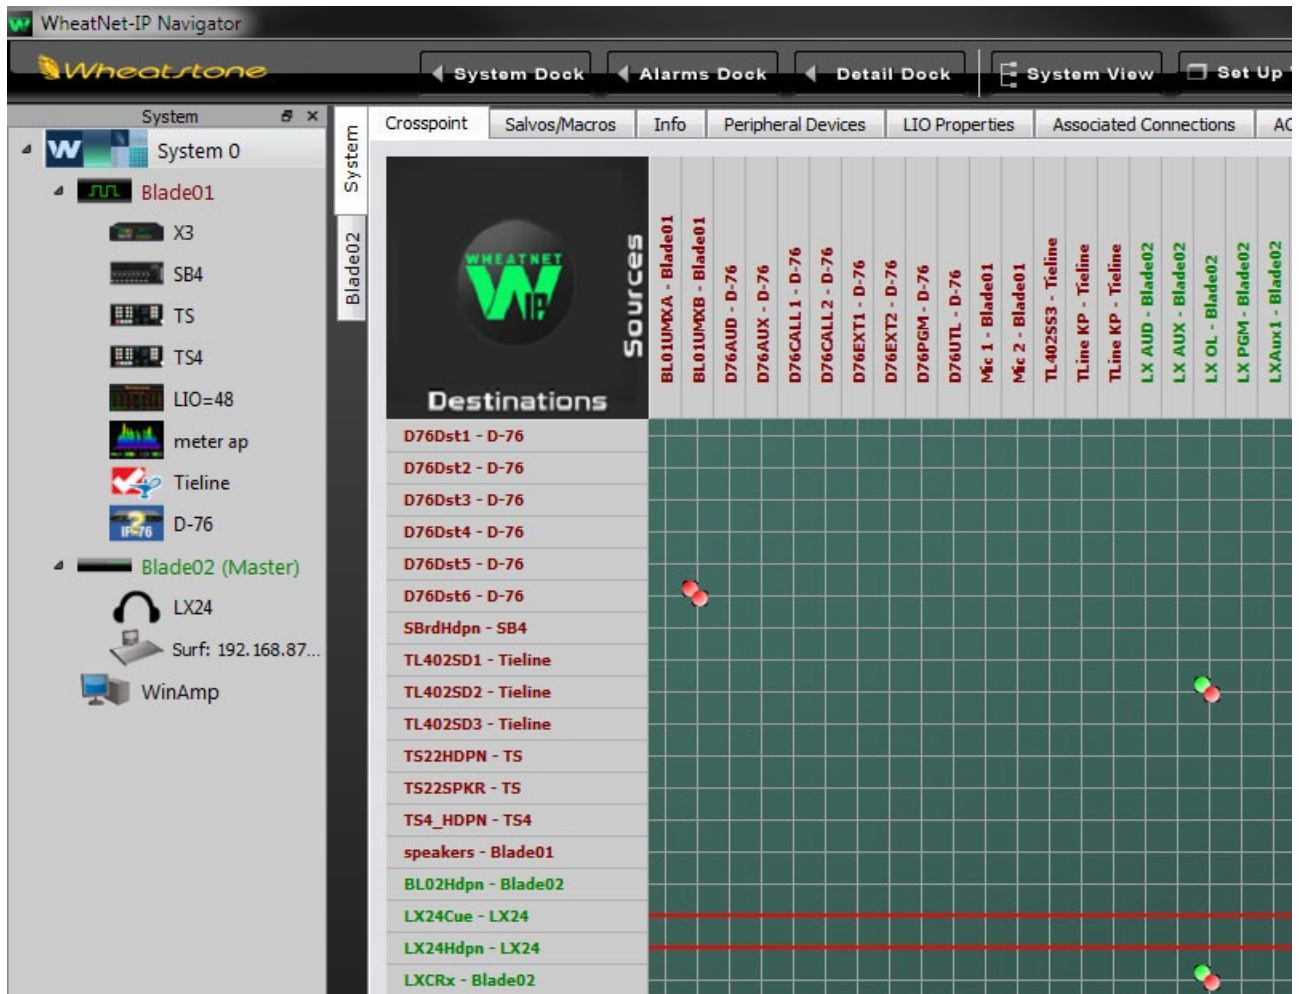 WheatNet-IP Navigator
Wheatstone
System Dock
Alarms Dock
Detail Dock
System View
Set Up
System
System 0
Blade01
X3
SB4
TS
TS4
LIO=48
meter ap
Tieline
IP-76
D-76
Blade02 (Master)
LX24
Surf: 192.168.87...
WinAmp
System
Blade02
Crosspoint
Salvos/Macros
Info
Peripheral Devices
LIO Properties
Associated Connections
AC
WHEATNET
IP
Sources
Destinations
BL01UMXA - Blade01
BL01UMXB - Blade01
D76AUD - D-76
D76AUX - D-76
D76CALL1 - D-76
D76CALL2 - D-76
D76EXT1 - D-76
D76EXT2 - D-76
D76PGM - D-76
D76UTL - D-76
Mic 1 - Blade01
Mic 2 - Blade01
TL402SS3 - Tieline
TLine KP - Tieline
TLine KP - Tieline
LX AUD - Blade02
LX AUX - Blade02
LX OL - Blade02
LX PGM - Blade02
LXAux1 - Blade02
D76Dst1 - D-76
D76Dst2 - D-76
D76Dst3 - D-76
D76Dst4 - D-76
D76Dst5 - D-76
D76Dst6 - D-76
SBrdHdpn - SB4
TL402SD1 - Tieline
TL402SD2 - Tieline
TL402SD3 - Tieline
TS22HDPN - TS
TS22SPKR - TS
TS4_HDPN - TS4
speakers - Blade01
BL02Hdpn - Blade02
LX24Cue - LX24
LX24Hdpn - LX24
LXCRx - Blade02